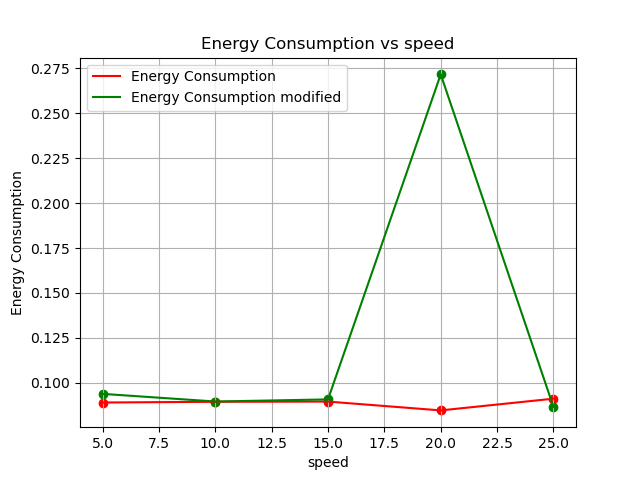 Energy Consumption vs speed
Energy Consumption
Energy Consumption modified
0.275
0.250
0.225
0.200
0.175
0.150
0.125
0.100
Energy Consumption
5.0 7.5 10.0 12.5 15.0 17.5 20.0 22.5 25.0
speed